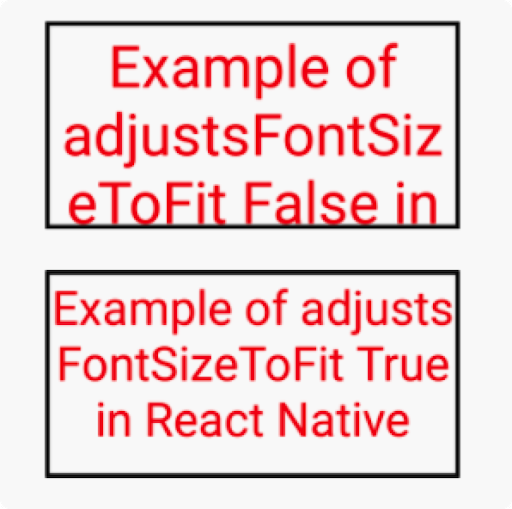 Example of
adjustsFontSiz
eToFit False in
Example of adjusts
FontSizeToFit True
in React Native